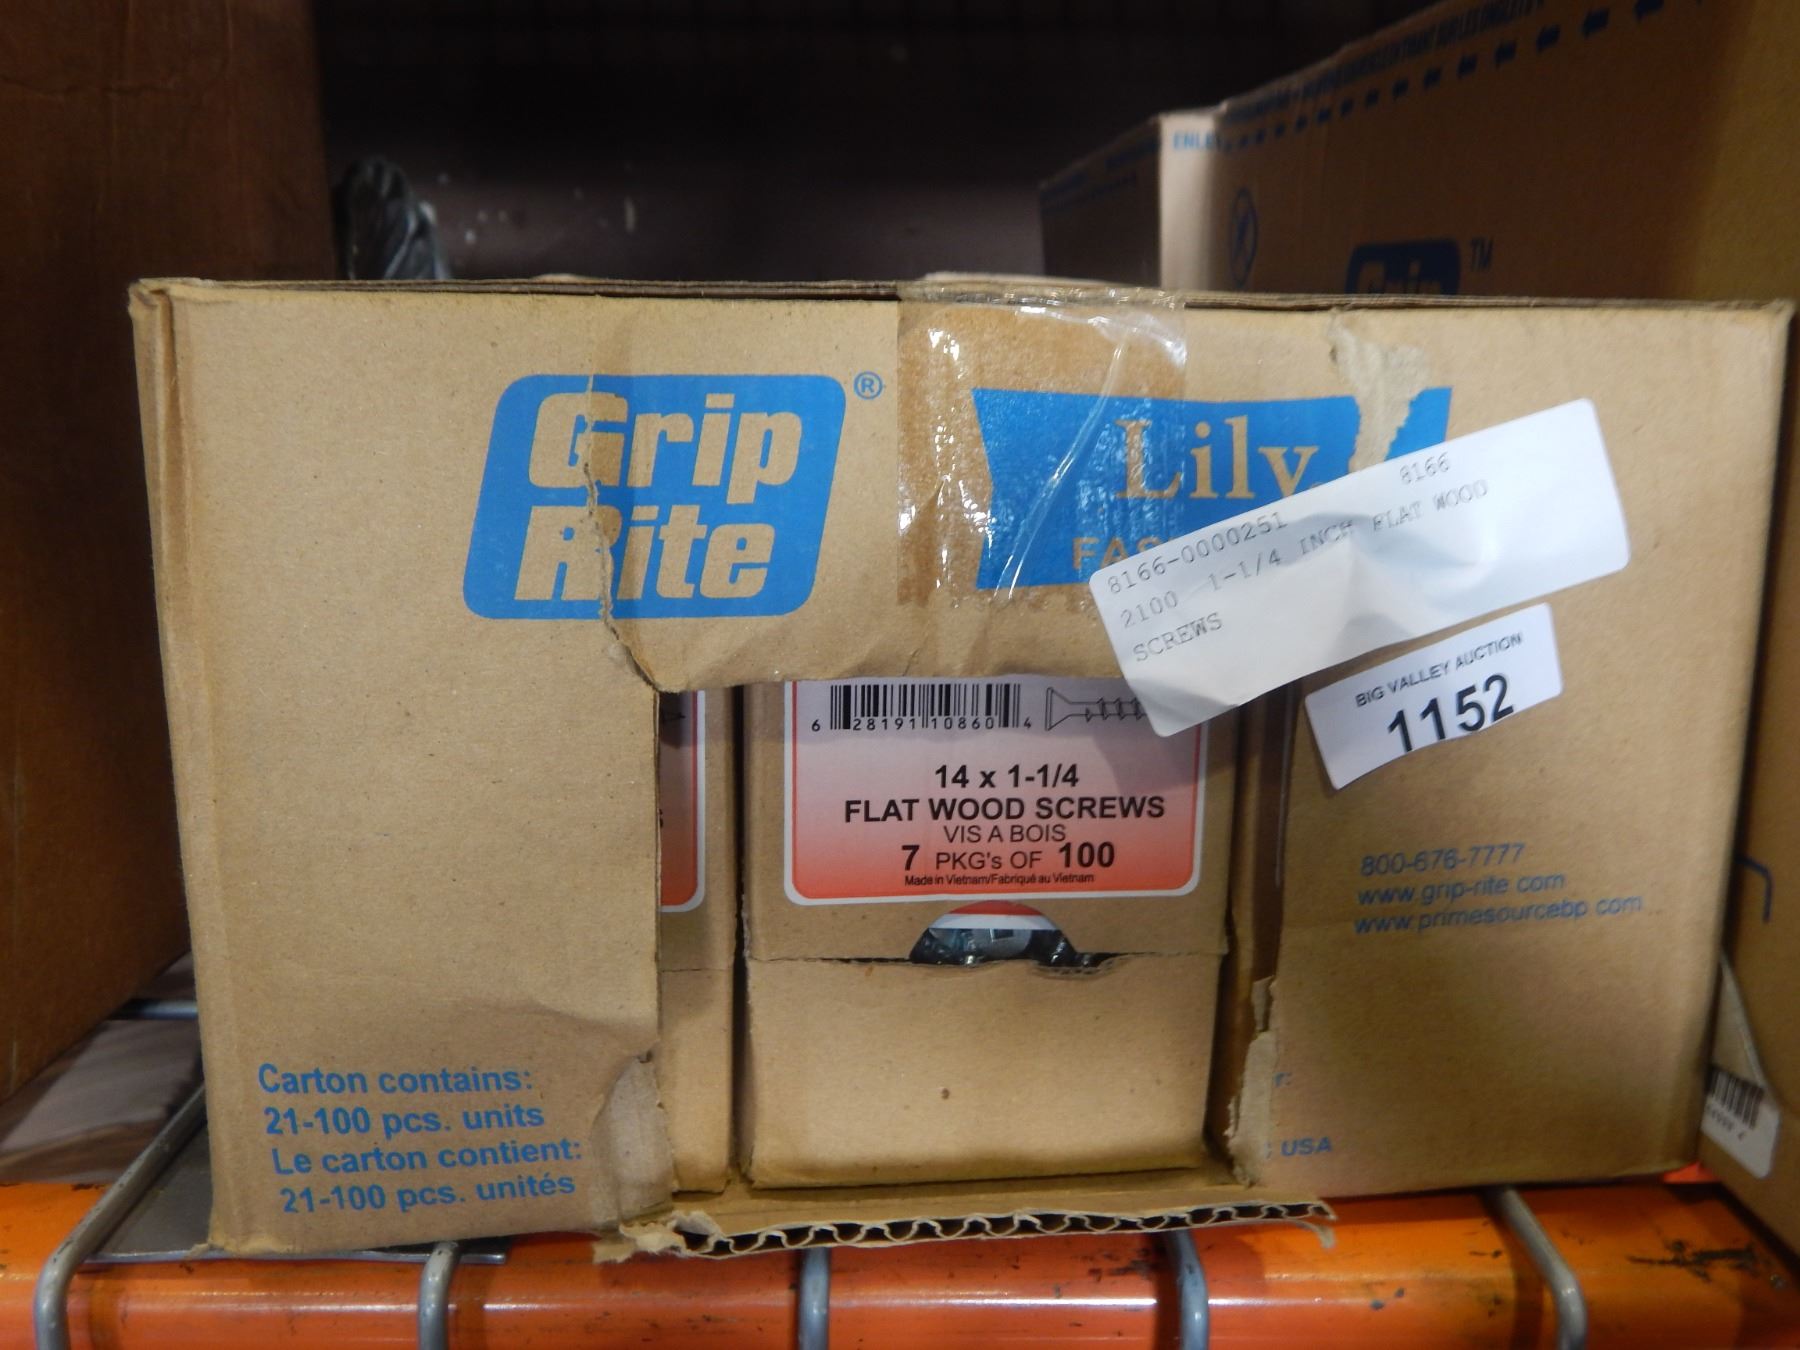 Grip
TM
Grip
Rite
®
Lily
8166
8166-0000251
2100 1-1/4 INCH FLAT WOOD
SCREWS
BIG VALLEY AUCTION
1152
6 28191 10860 4
14 x 1-1/4
FLAT WOOD SCREWS
VIS A BOIS
7 PKG's OF 100
Made in Vietnam/Fabriqué au Vietnam
800-676-7777
www.grip-rite.com
www.primesourcebp.com
Carton contains:
21-100 pcs. units
Le carton contient:
21-100 pcs. unités
USA